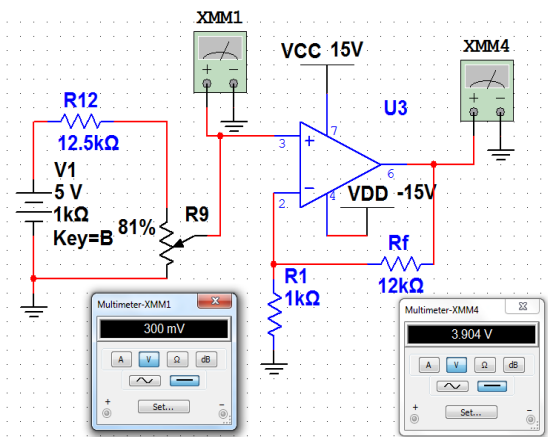 XMM1
XMM4
VCC 15V
R12
12.5kΩ
U3
V1
5 V
1kΩ
Key=B
81%
R9
3
2
7
4
6
VDD -15V
R1
1kΩ
Rf
12kΩ
Multimeter-XMM1
300 mV
A V Ω dB
Set...
Multimeter-XMM4
3.904 V
A V Ω dB
Set...